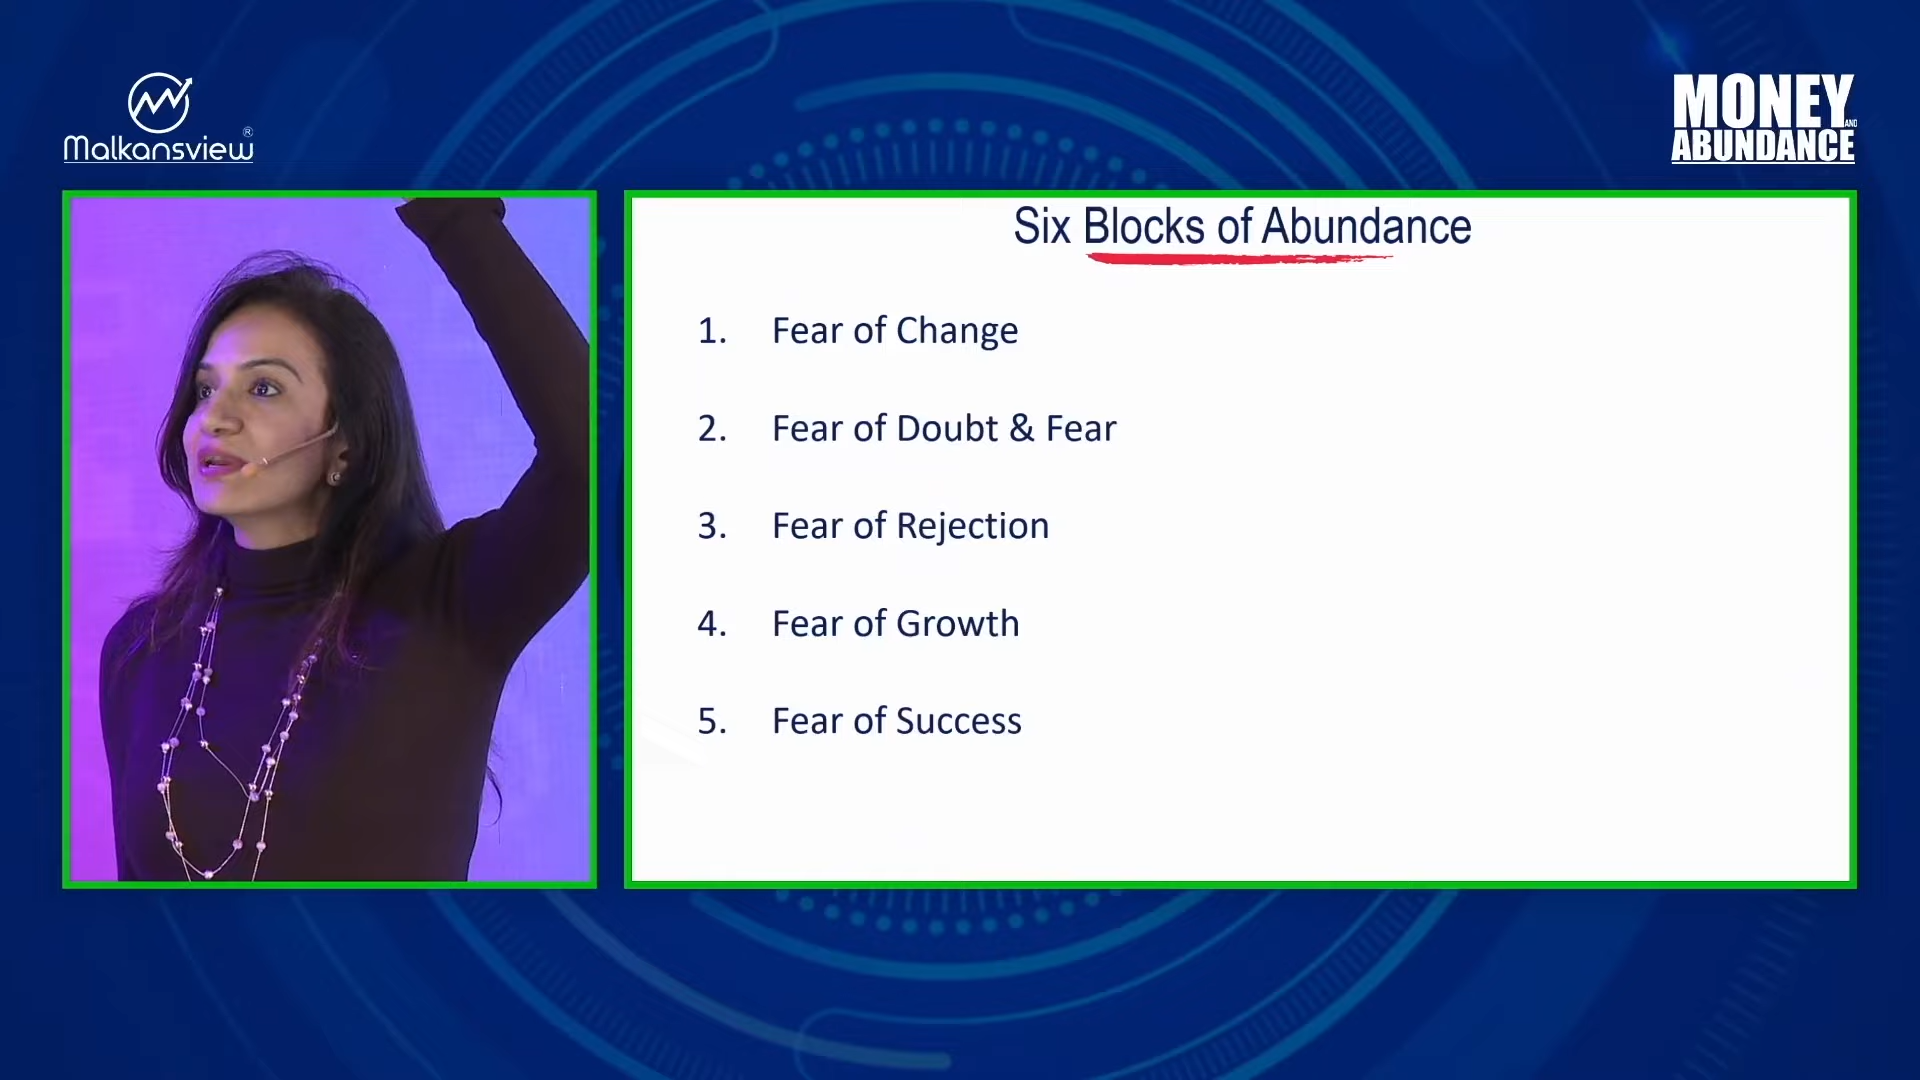 Malkansview®
MONEY
AND
ABUNDANCE
Six Blocks of Abundance
1. Fear of Change
2. Fear of Doubt & Fear
3. Fear of Rejection
4. Fear of Growth
5. Fear of Success